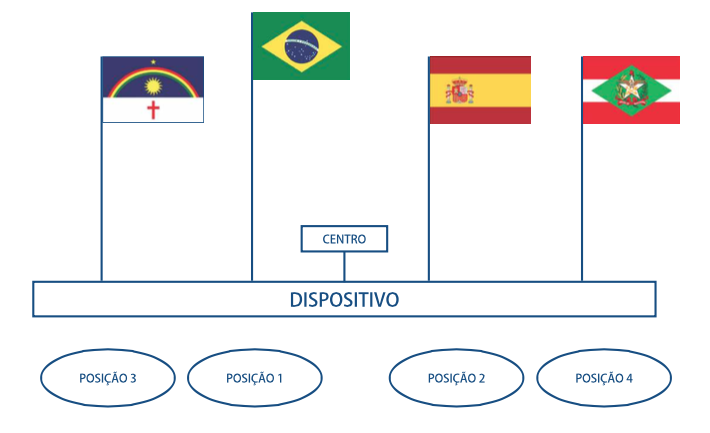 CENTRO
DISPOSITIVO
POSIÇÃO 3
POSIÇÃO 1
POSIÇÃO 2
POSIÇÃO 4